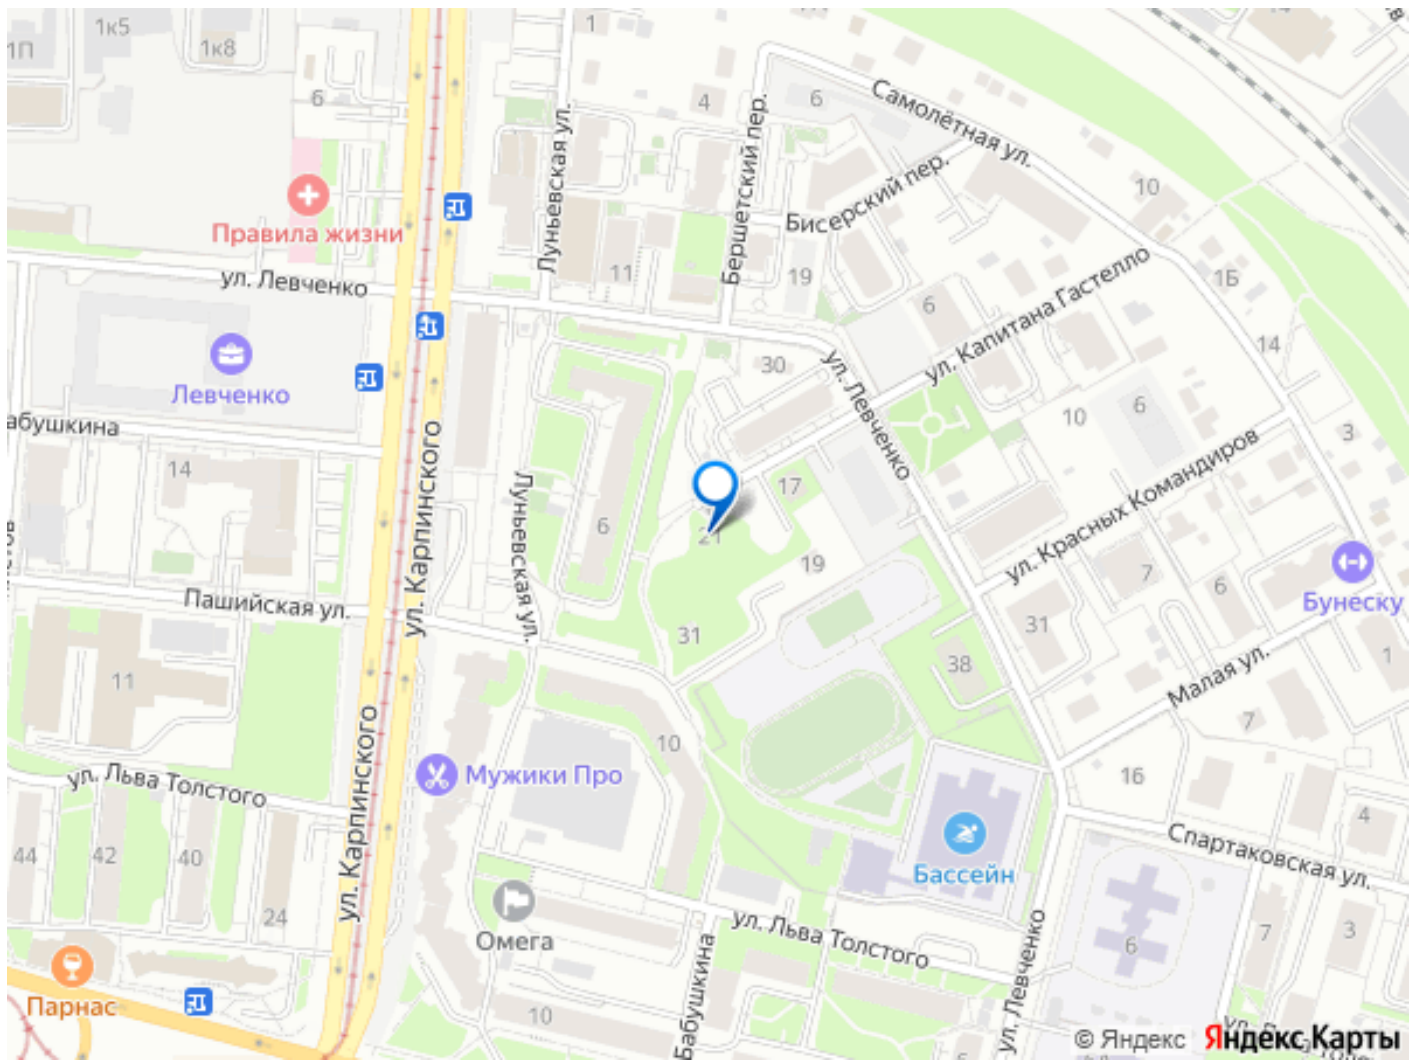 1к5
1П
1к8
6
1
4
6
Самолётная ул.
Луньевская ул.
Бершетский пер.
Бисерский пер.
10
Правила жизни
ул. Левченко
11
19
6
1Б
ул. Капитана Гастелло
14
Левченко
30
ул. Левченко
10
6
3
абушкина
14
ул. Карпинского
Луньевская ул.
6
17
21
19
ул. Красных Командиров
7
6
Бунеску
Пашийская ул.
31
31
38
Малая ул.
1
7
11
ул. Карпинского
10
16
Мужики Про
ул. Льва Толстого
4
Спартаковская ул.
Бассейн
44
42
40
24
Омега
ул. Льва Толстого
ул. Левченко
6
7
3
Парнас
10
Бабушкина
© Яндекс Яндекс Карты